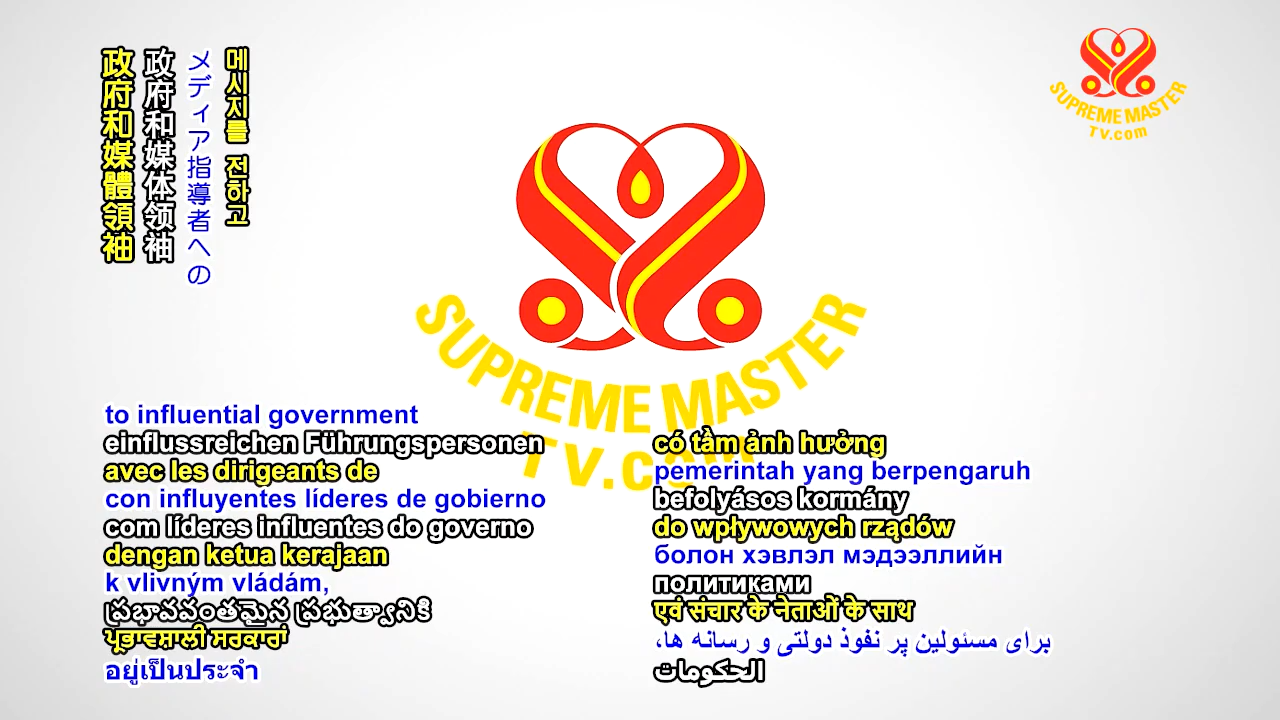 政府和媒體領袖
政府和媒体领袖
メディア指導者への
메시지를 전하고
SUPREME MASTER
TV.com
SUPREME MASTER
TV.com
to influential government
einflussreichen Führungspersonen
avec les dirigeants de
con influyentes líderes de gobierno
com líderes influentes do governo
dengan ketua kerajaan
k vlivným vládám,
ప్రభావవంతమైన ప్రభుత్వానికి
ਪ੍ਰਭਾਵਸ਼ਾਲੀ ਸਰਕਾਰਾਂ
อยู่เป็นประจำ
có tầm ảnh hưởng
pemerintah yang berpengaruh
befolyásos kormány
do wpływowych rządów
болон хэвлэл мэдээллийн
политиками
एवं संचार के नेताओं के साथ
برای مسئولین پر نفوذ دولتی و رسانه ها،
الحكومات